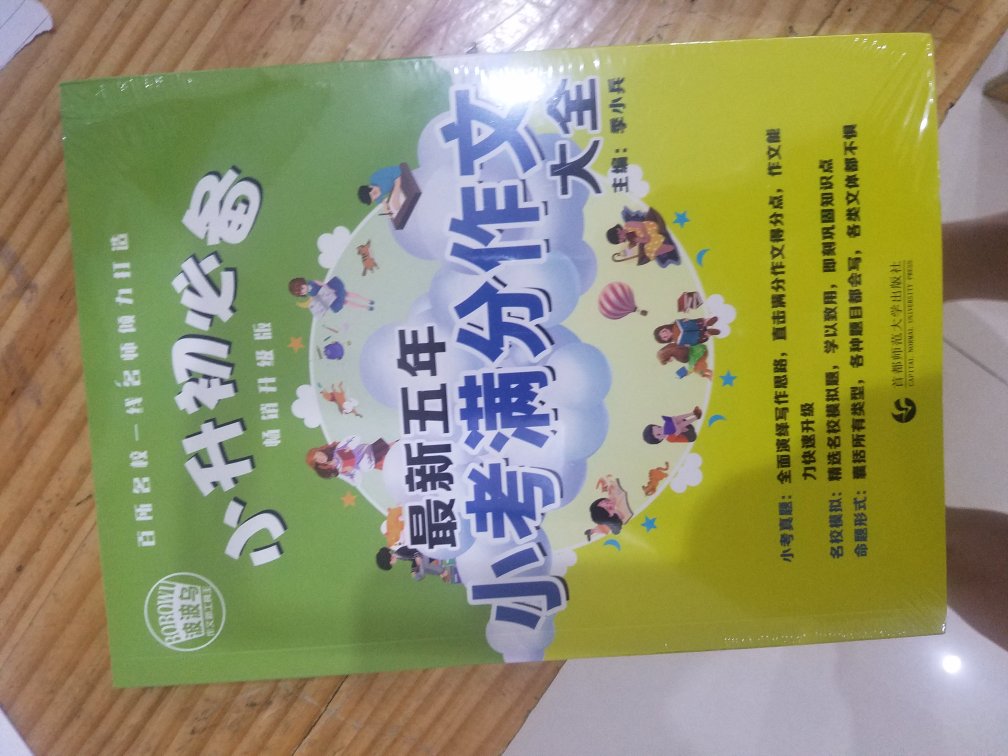 BOBOWU
波波乌
百所名校一线名师倾力打造
小升初必备
畅销升级版
最新五年
小考满分作文
大全
主编：季小兵
小考真题：全面演绎写作思路，直击满分作文得分点，作文能
力快速升级
名校模拟：精选名校模拟题，学以致用，即刻巩固知识点
命题形式：囊括所有类型，各种题目都会写，各类文体都不惧
首都师范大学出版社
CAPITAL NORMAL UNIVERSITY PRESS